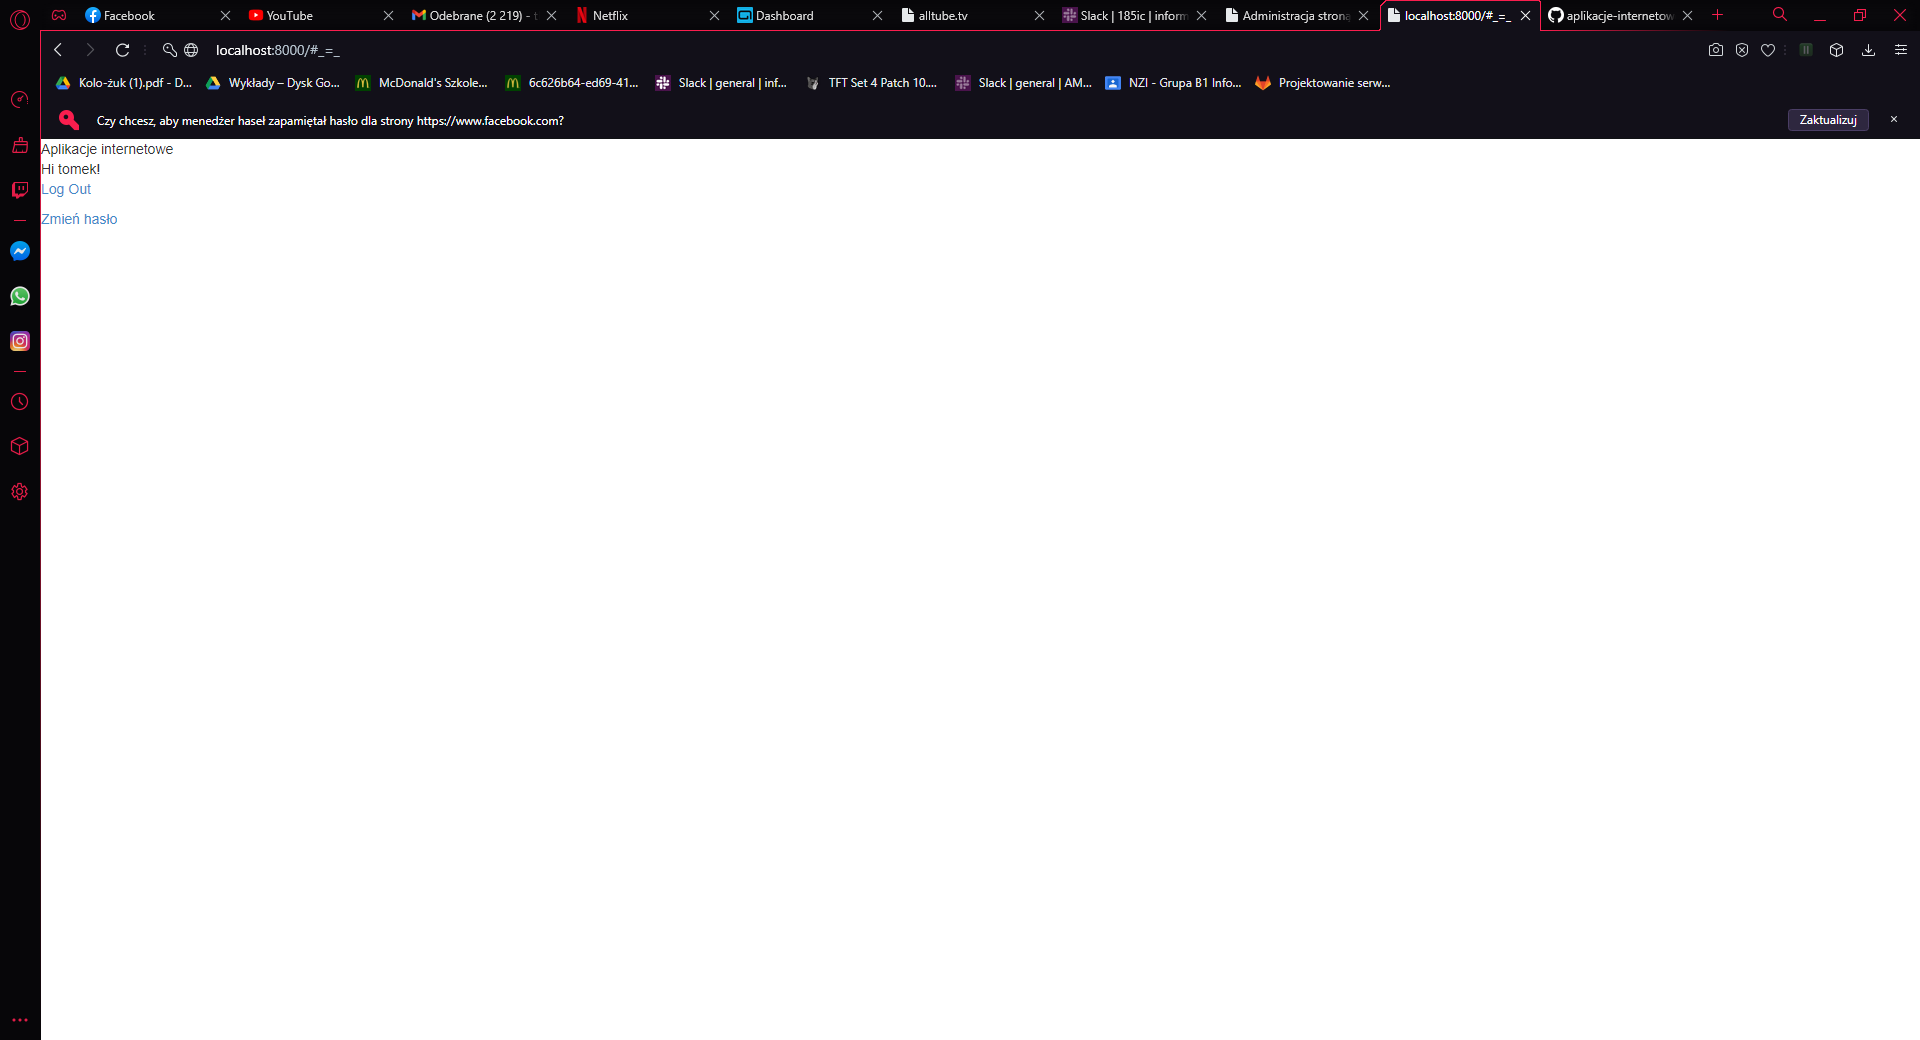 Facebook YouTube Odebrane (2 219) - t Netflix Dashboard alltube.tv Slack | 185ic | inform Administracja stroną localhost:8000/#_=_ aplikacje-internetow
localhost:8000/#_=_
Kolo-żuk (1).pdf - D... Wykłady – Dysk Go... McDonald's Szkole... 6c626b64-ed69-41... Slack | general | inf... TFT Set 4 Patch 10.... Slack | general | AM... NZI - Grupa B1 Info... Projektowanie serw...
Czy chcesz, aby menedżer haseł zapamiętał hasło dla strony https://www.facebook.com? Zaktualizuj
Aplikacje internetowe
Hi tomek!
Log Out
Zmień hasło